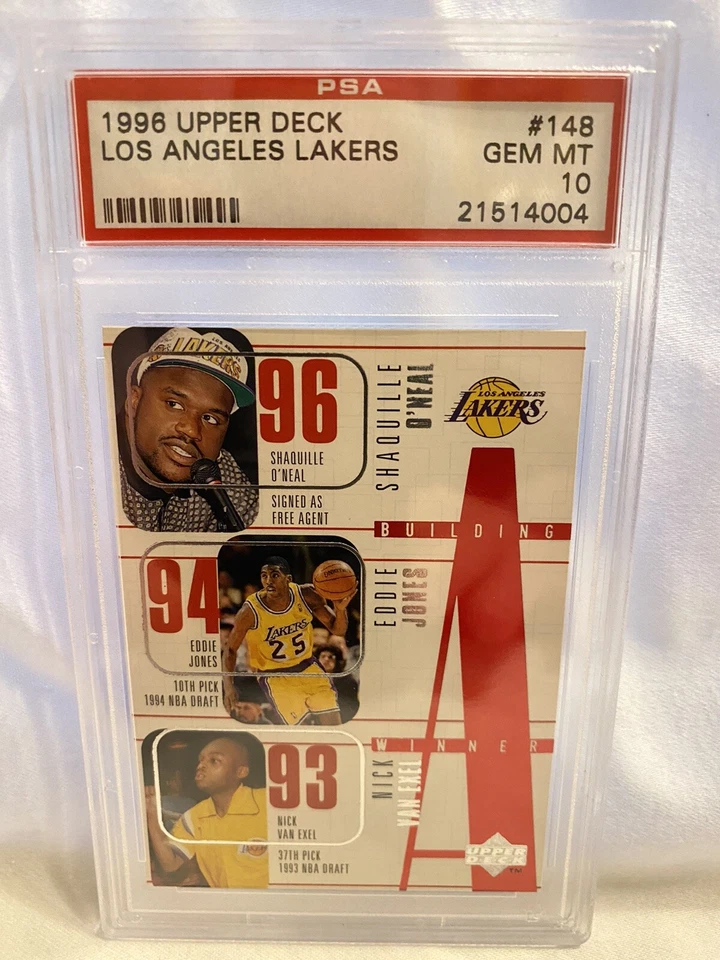 PSA
1996 UPPER DECK #148
LOS ANGELES LAKERS GEM MT
10
21514004
LOS ANGELES
LAKERS
LAKERS
96
SHAQUILLE
O'NEAL
SIGNED AS
FREE AGENT
SHAQUILLE
O'NEAL
BUILDING
A
94
EDDIE
JONES
10TH PICK
1994 NBA DRAFT
LAKERS
25
EDDIE
JONES
WINNER
93
NICK
VAN EXEL
37TH PICK
1993 NBA DRAFT
NICK
VAN EXEL
UPPER
DECK
TM